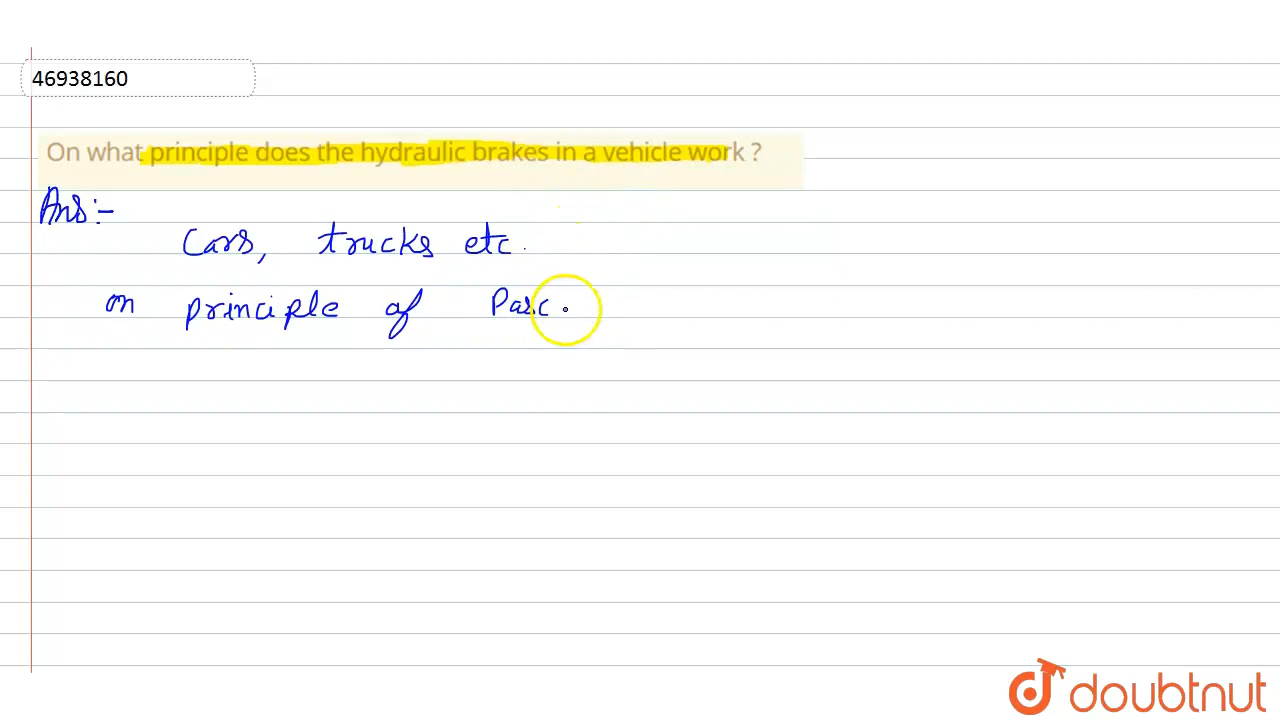 46938160
On what principle does the hydraulic brakes in a vehicle work ?
Ans:-
Cars, trucks etc.
on principle of Pasc
doubtnut